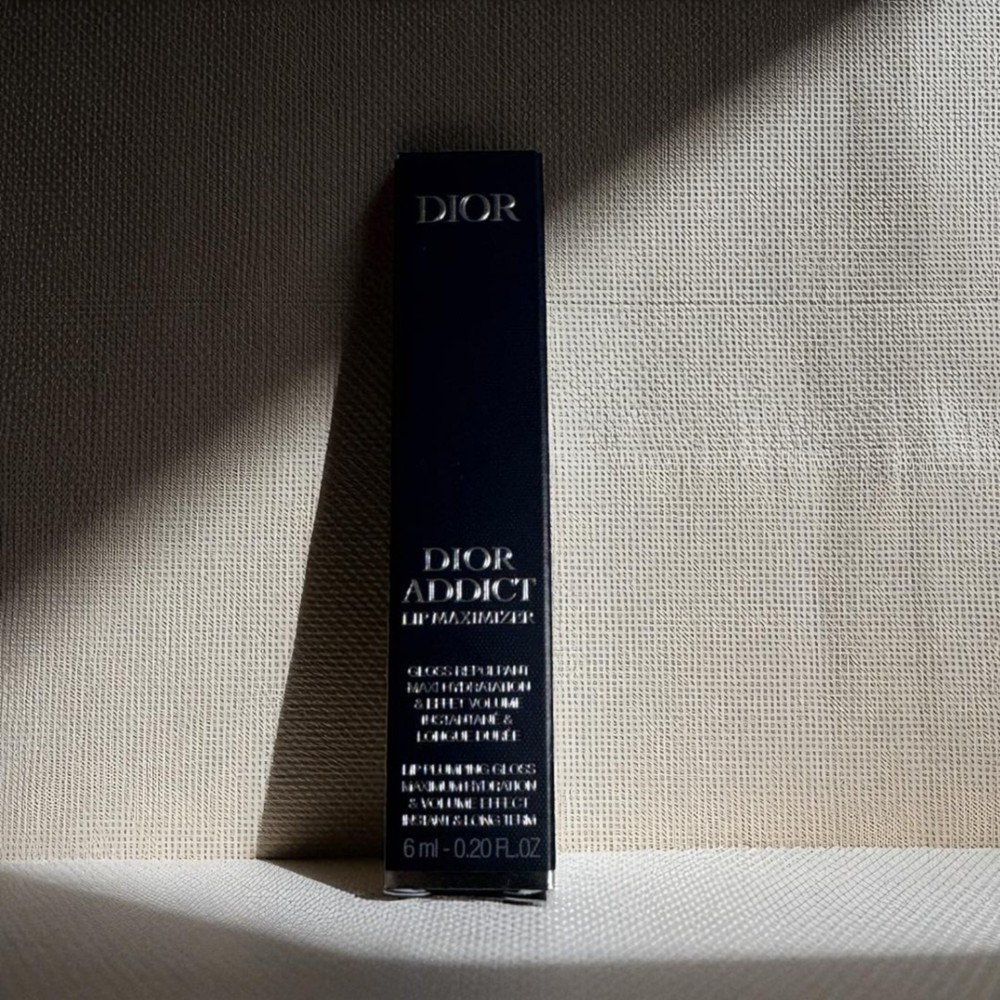 DIOR
DIOR
ADDICT
LIP MAXIMIZER
GLOSS REPULPANT
MAXI HYDRATATION
& EFFET VOLUME
INSTANTANÉ &
LONGUE DURÉE
LIP PLUMPING GLOSS
MAXIMUM HYDRATION
& VOLUME EFFECT
INSTANT & LONG TERM
6 ml - 0.20 FL.OZ